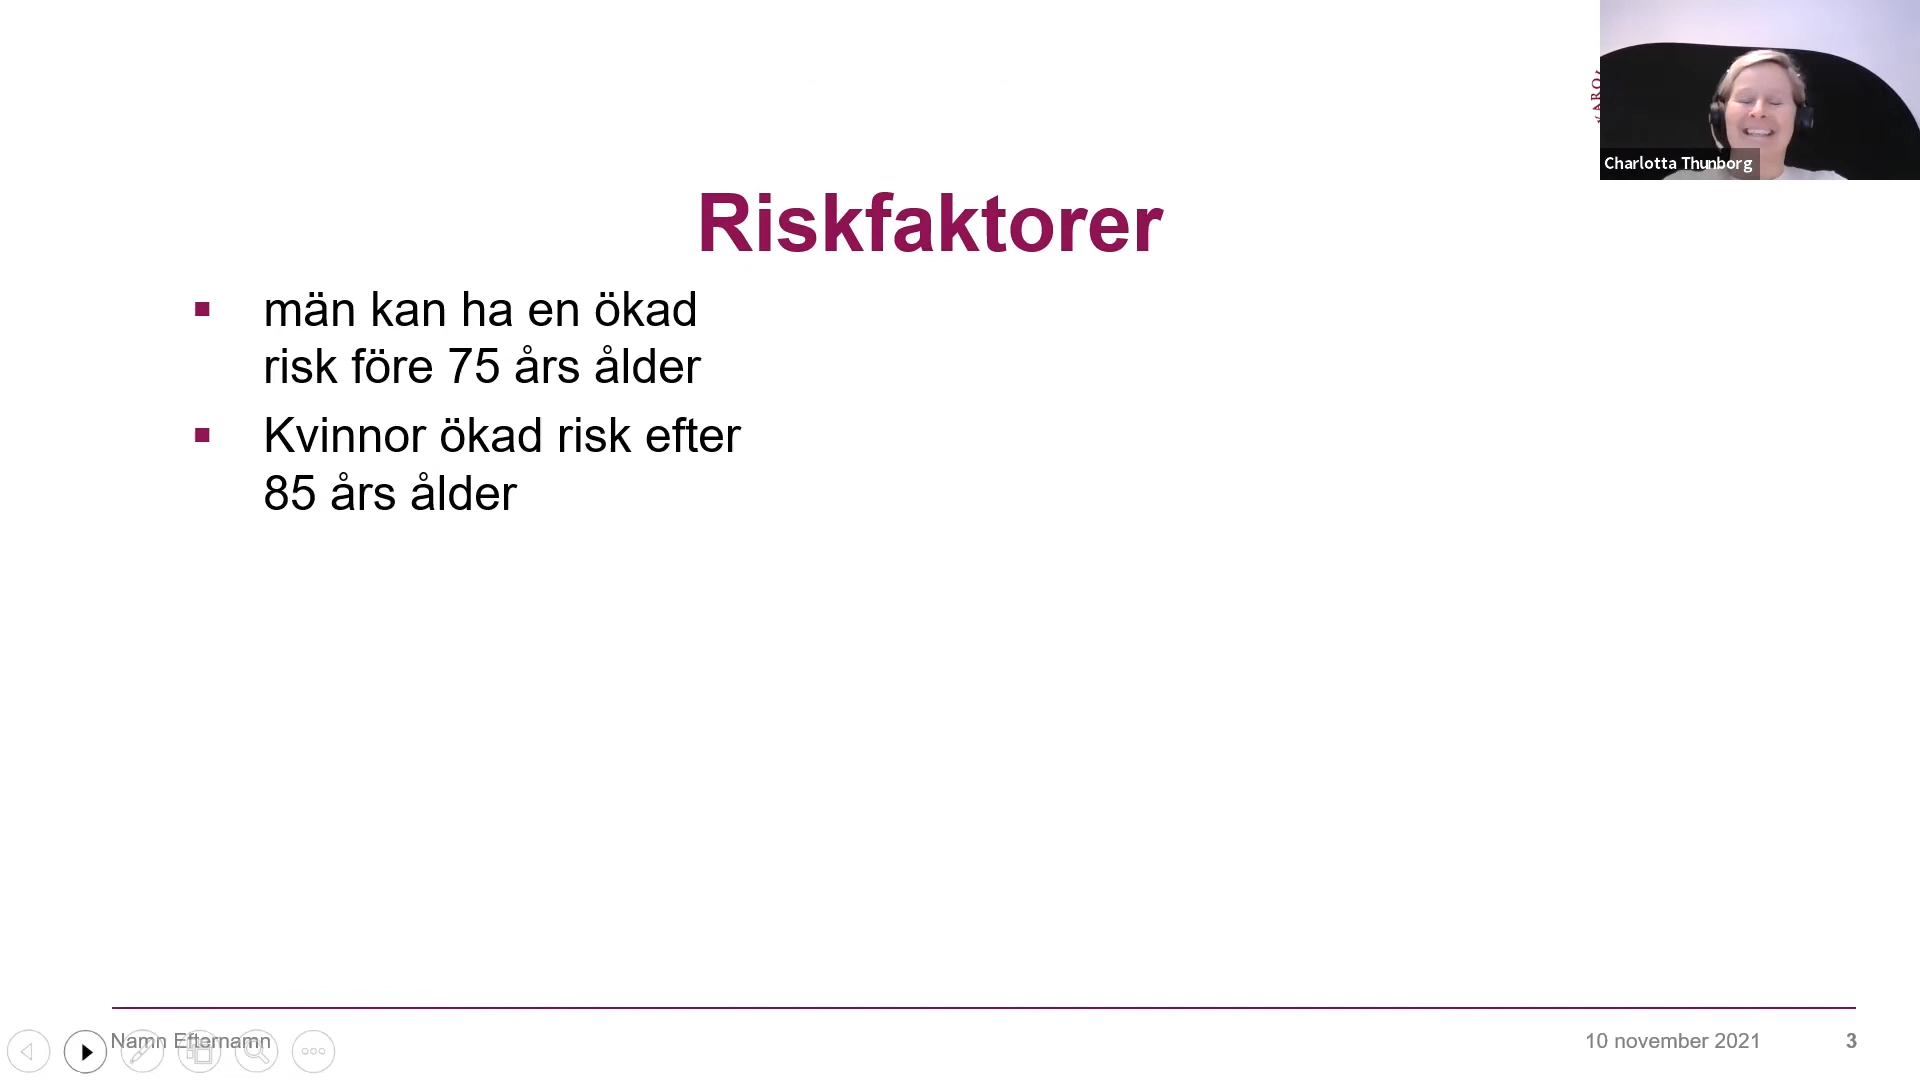 Charlotta Thunborg
Riskfaktorer
män kan ha en ökad
risk före 75 års ålder
Kvinnor ökad risk efter
85 års ålder
Namn Efternamn
10 november 2021
3